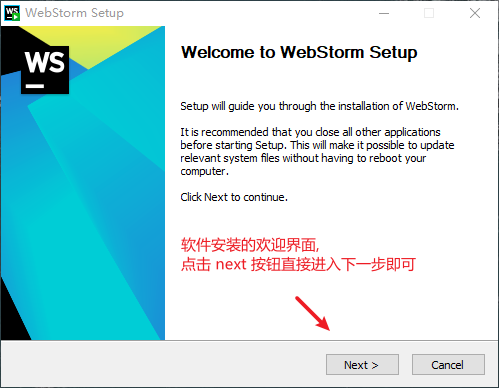 WS WebStorm Setup
WS
Welcome to WebStorm Setup
Setup will guide you through the installation of WebStorm.
It is recommended that you close all other applications
before starting Setup. This will make it possible to update
relevant system files without having to reboot your
computer.
Click Next to continue.
软件安装的欢迎界面,
点击 next 按钮直接进入下一步即可
Next >
Cancel